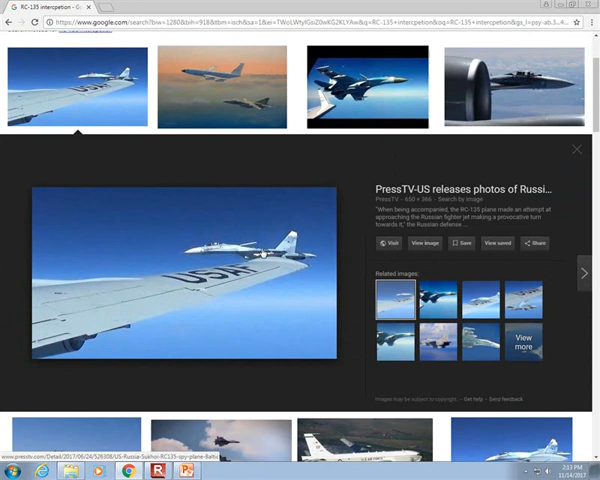 RC-135 intercpetion - Go
https://www.google.com/search?biw=1280&bih=918&tbm=isch&sa=1&ei=
q=RC-135+intercpetion&oq=RC-135+intercpetion&gs_l=psy-ab.3..
USAF
PressTV-US releases photos of Russi...
PressTV - 650 × 366 - Search by image
"When being accompanied, the RC-135 plane made an attempt at
approaching the Russian fighter jet making a provocative turn
towards it," the Russian defense ...
Visit View image Save View saved Share
USAF
Related images:
View
more
Images may be subject to copyright. - Get help - Send feedback
www.presstv.com/Detail/2017/06/24/526308/US-Russia-Sukhoi-RC135-spy-plane-Baltic
2:13 PM
11/14/2017